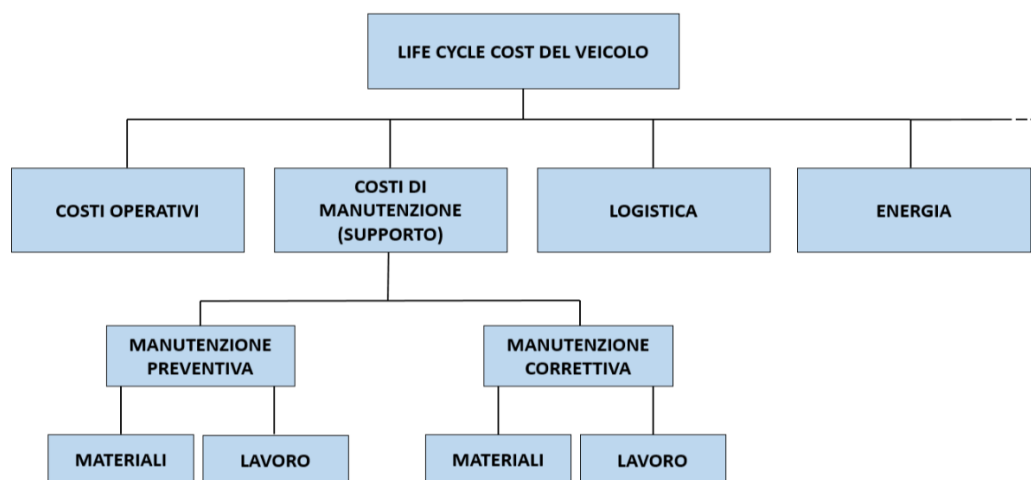 LIFE CYCLE COST DEL VEICOLO
COSTI OPERATIVI
COSTI DI
MANUTENZIONE
(SUPPORTO)
LOGISTICA
ENERGIA
MANUTENZIONE
PREVENTIVA
MANUTENZIONE
CORRETTIVA
MATERIALI
LAVORO
MATERIALI
LAVORO